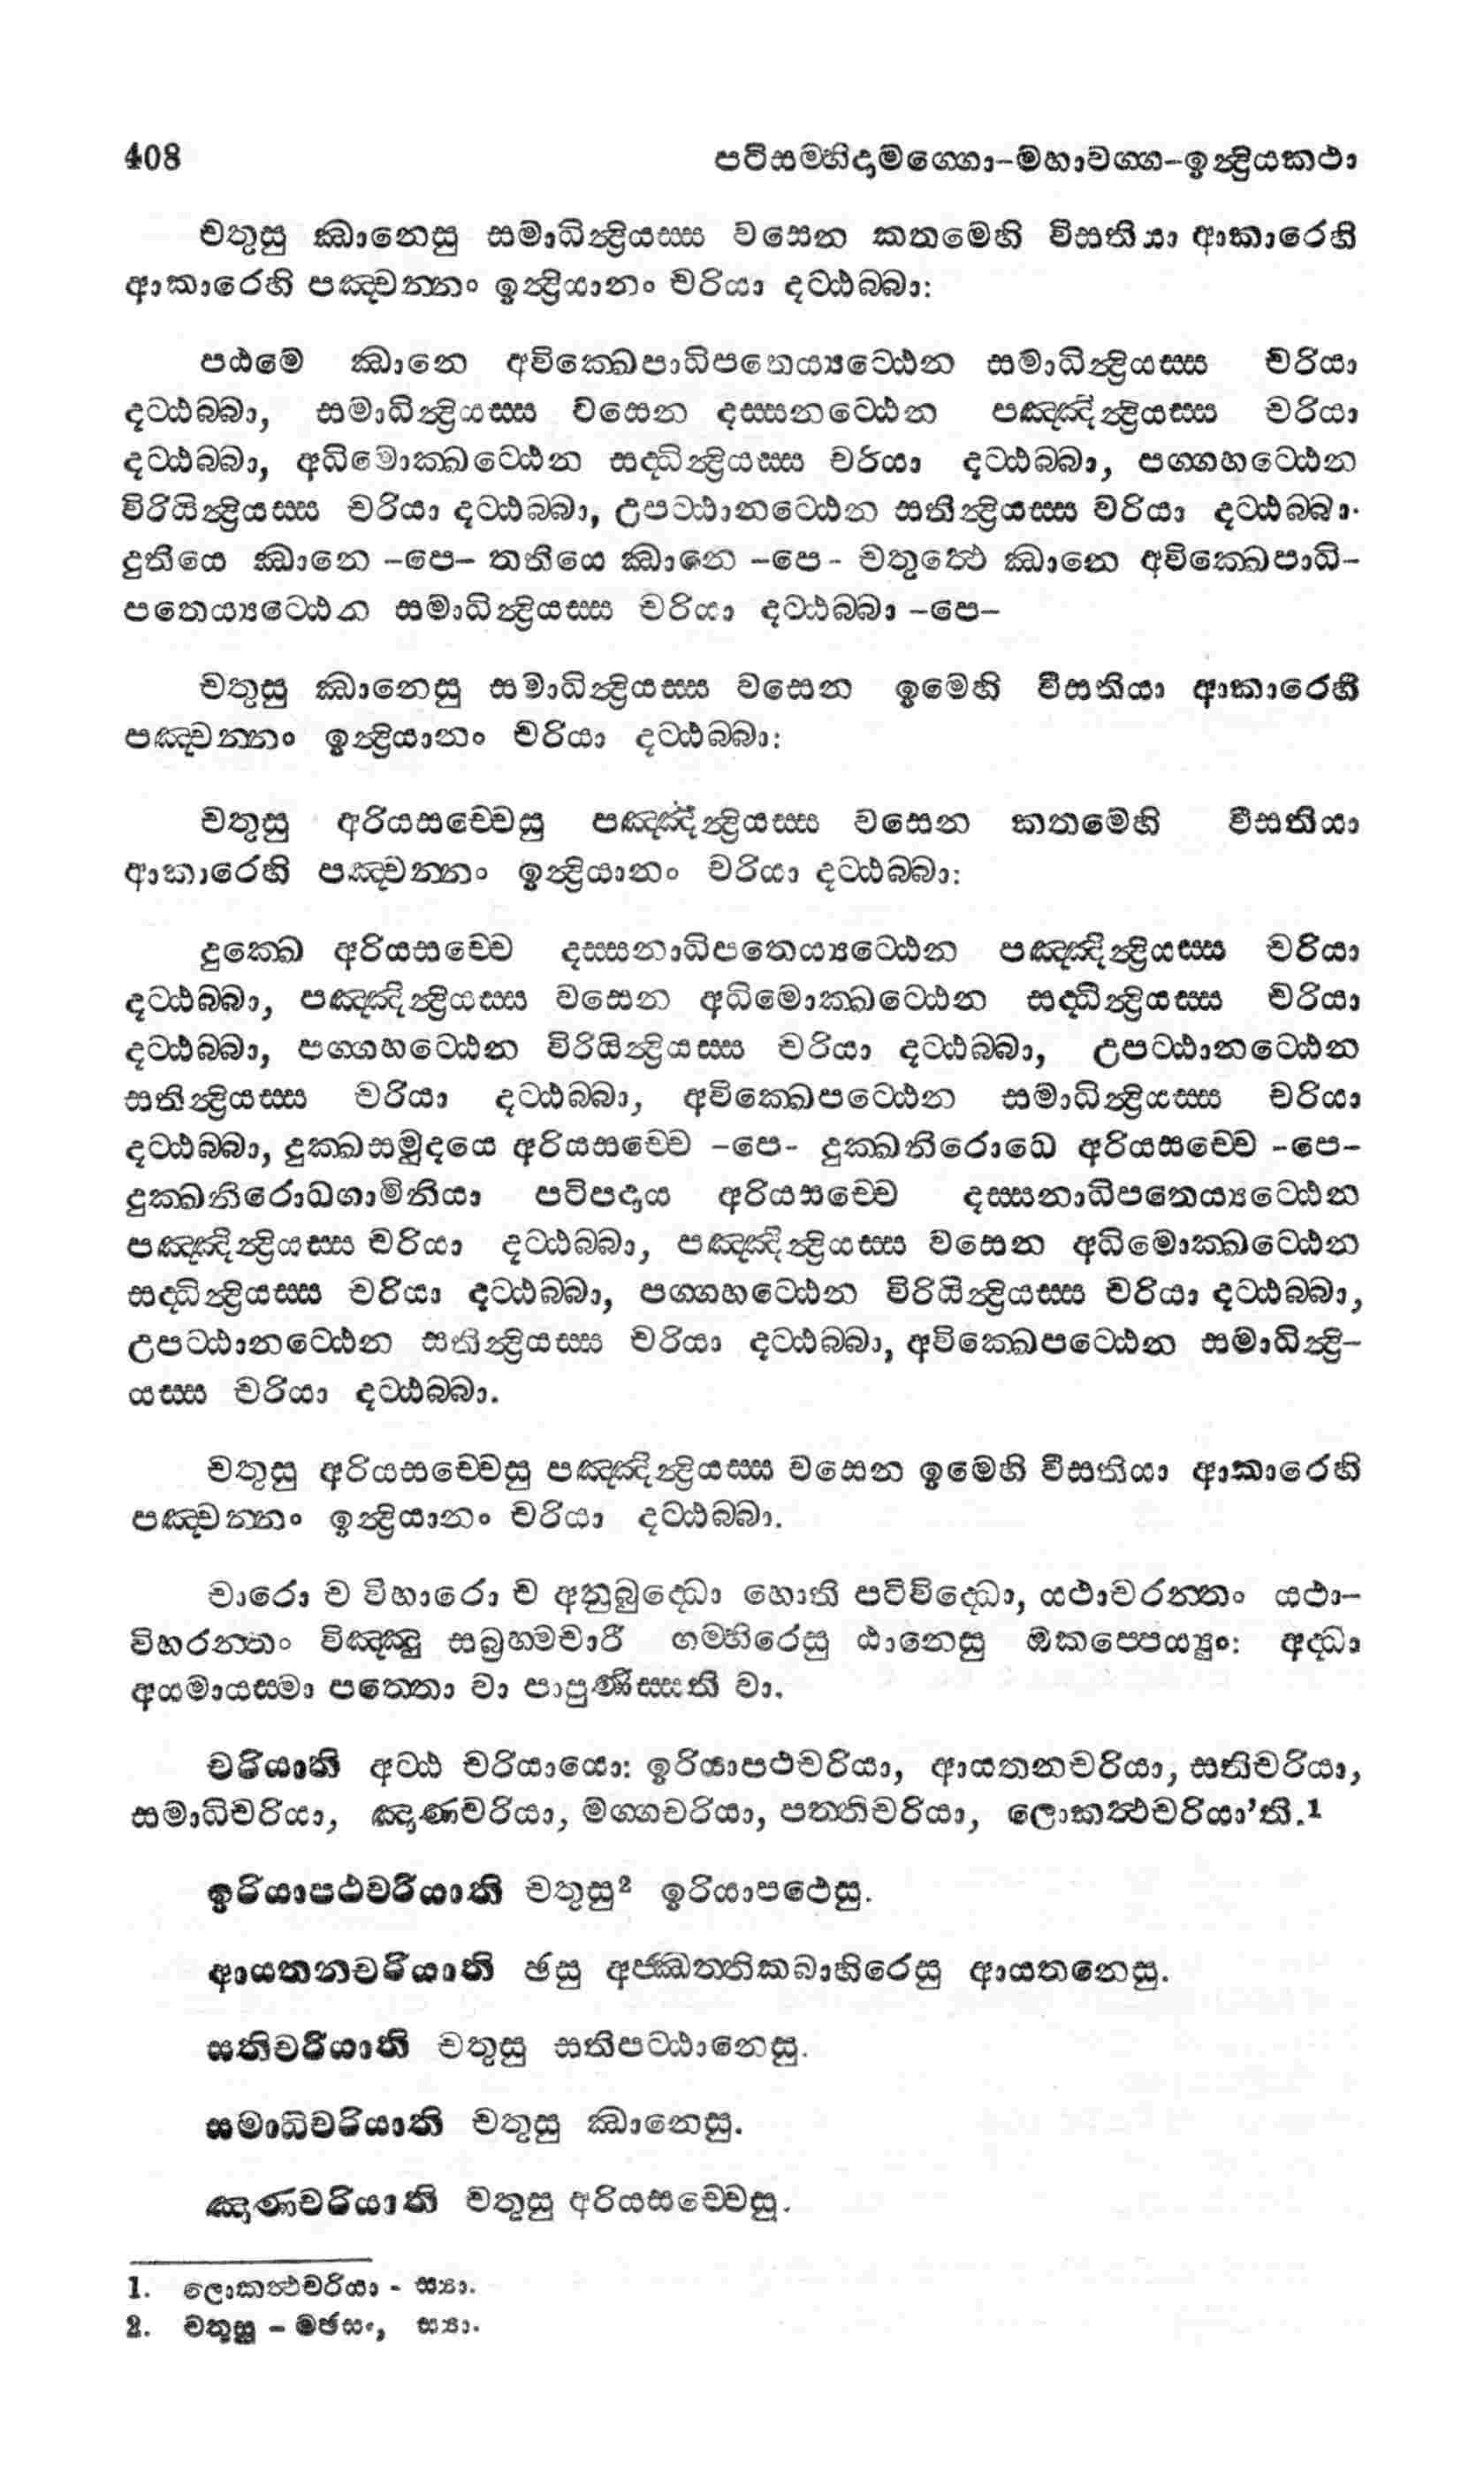 408 පටිසම්භිදාමග්ගො-මහාවග්ග-ඉන්ද්‍රියකථා
චතුසු ඣානෙසු සමාධින්ද්‍රියස්ස වසෙන කතමෙහි වීසතියා ආකාරෙහි
ආකාරෙහි පඤ්චන්නං ඉන්ද්‍රියානං චරියා දට්ඨබ්බා:
පඨමේ ඣානෙ අවික්ඛෙපාධිපතෙය්‍යට්ඨෙන සමාධින්ද්‍රියස්ස චරියා
දට්ඨබ්බා, සමාධින්ද්‍රියස්ස වසෙන දස්සනට්ඨෙන පඤ්ඤින්ද්‍රියස්ස චරියා
දට්ඨබ්බා, අධිමොක්ඛට්ඨෙන සද්ධින්ද්‍රියස්ස චරියා දට්ඨබ්බා, පග්ගහට්ඨෙන
විරියින්ද්‍රියස්ස චරියා දට්ඨබ්බා, උපට්ඨානට්ඨෙන සතින්ද්‍රියස්ස චරියා දට්ඨබ්බා.
දුතියෙ ඣානෙ -පෙ- තතියෙ ඣානෙ -පෙ- චතුත්ථෙ ඣානෙ අවික්ඛෙපාධි-
පතෙය්‍යට්ඨෙන සමාධින්ද්‍රියස්ස චරියා දට්ඨබ්බා -පෙ-
චතුසු ඣානෙසු සමාධින්ද්‍රියස්ස වසෙන ඉමෙහි වීසතියා ආකාරෙහි
පඤ්චන්නං ඉන්ද්‍රියානං චරියා දට්ඨබ්බා:
චතුසු අරියසච්චෙසු පඤ්ඤින්ද්‍රියස්ස වසෙන කතමෙහි වීසතියා
ආකාරෙහි පඤ්චන්නං ඉන්ද්‍රියානං චරියා දට්ඨබ්බා:
දුක්ඛෙ අරියසච්චෙ දස්සනාධිපතෙය්‍යට්ඨෙන පඤ්ඤින්ද්‍රියස්ස චරියා
දට්ඨබ්බා, පඤ්ඤින්ද්‍රියස්ස වසෙන අධිමොක්ඛට්ඨෙන සද්ධින්ද්‍රියස්ස චරියා
දට්ඨබ්බා, පග්ගහට්ඨෙන විරියින්ද්‍රියස්ස චරියා දට්ඨබ්බා, උපට්ඨානට්ඨෙන
සතින්ද්‍රියස්ස චරියා දට්ඨබ්බා, අවික්ඛෙපට්ඨෙන සමාධින්ද්‍රියස්ස චරියා
දට්ඨබ්බා, දුක්ඛසමුදයෙ අරියසච්චෙ -පෙ- දුක්ඛනිරොධෙ අරියසච්චෙ -පෙ-
දුක්ඛනිරොධගාමිනියා පටිපදාය අරියසච්චෙ දස්සනාධිපතෙය්‍යට්ඨෙන
පඤ්ඤින්ද්‍රියස්ස චරියා දට්ඨබ්බා, පඤ්ඤින්ද්‍රියස්ස වසෙන අධිමොක්ඛට්ඨෙන
සද්ධින්ද්‍රියස්ස චරියා දට්ඨබ්බා, පග්ගහට්ඨෙන විරියින්ද්‍රියස්ස චරියා දට්ඨබ්බා,
උපට්ඨානට්ඨෙන සතින්ද්‍රියස්ස චරියා දට්ඨබ්බා, අවික්ඛෙපට්ඨෙන සමාධින්ද්‍රි-
යස්ස චරියා දට්ඨබ්බා.
චතුසු අරියසච්චෙසු පඤ්ඤින්ද්‍රියස්ස වසෙන ඉමෙහි වීසතියා ආකාරෙහි
පඤ්චන්නං ඉන්ද්‍රියානං චරියා දට්ඨබ්බා.
චාරො ච විහාරො ච අනුබුද්ධො හොති පටිවිද්ධො, යථාචරන්තං යථා-
විහරන්තං විඤ්ඤු සබ්‍රහ්මචාරී ගම්භිරෙසු ඨානෙසු ඔකප්පෙය්‍යුං: අද්ධා
අයමායස්මා පත්තො වා පාපුණිස්සති වා.
චරියාති අට්ඨ චරියායො: ඉරියාපථචරියා, ආයතනචරියා, සතිචරියා,
සමාධිචරියා, ඤාණචරියා, මග්ගචරියා, පත්තිචරියා, ලොකත්ථචරියා’ති.¹
ඉරියාපථචරියාති චතුසු² ඉරියාපථෙසු.
ආයතනචරියාති ඡසු අජ්ඣත්තිකබාහිරෙසු ආයතනෙසු.
සතිචරියාති චතුසු සතිපට්ඨානෙසු.
සමාධිචරියාති චතුසු ඣානෙසු.
ඤාණචරියාති චතුසු අරියසච්චෙසු.
1. ලොකත්ථචරියා - ස්‍යා.
2. චතූසූ - මඡසං, ස්‍යා.